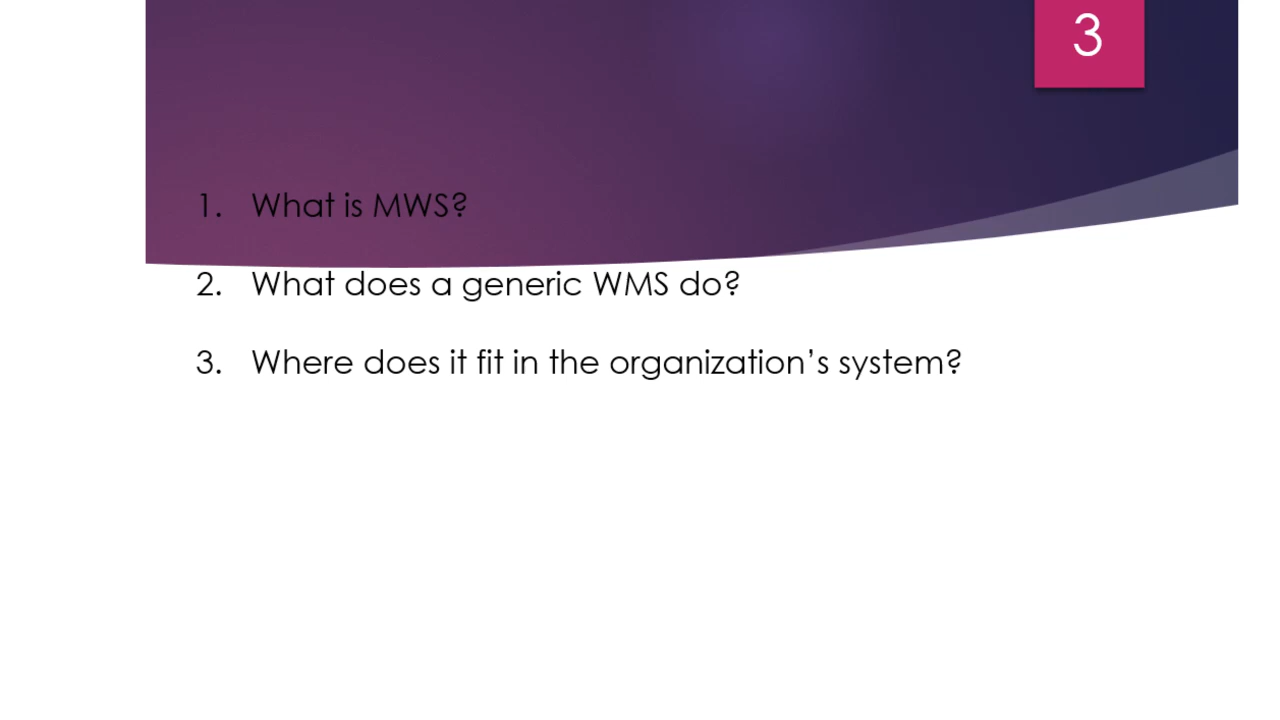 3
1. What is MWS?
2. What does a generic WMS do?
3. Where does it fit in the organization’s system?